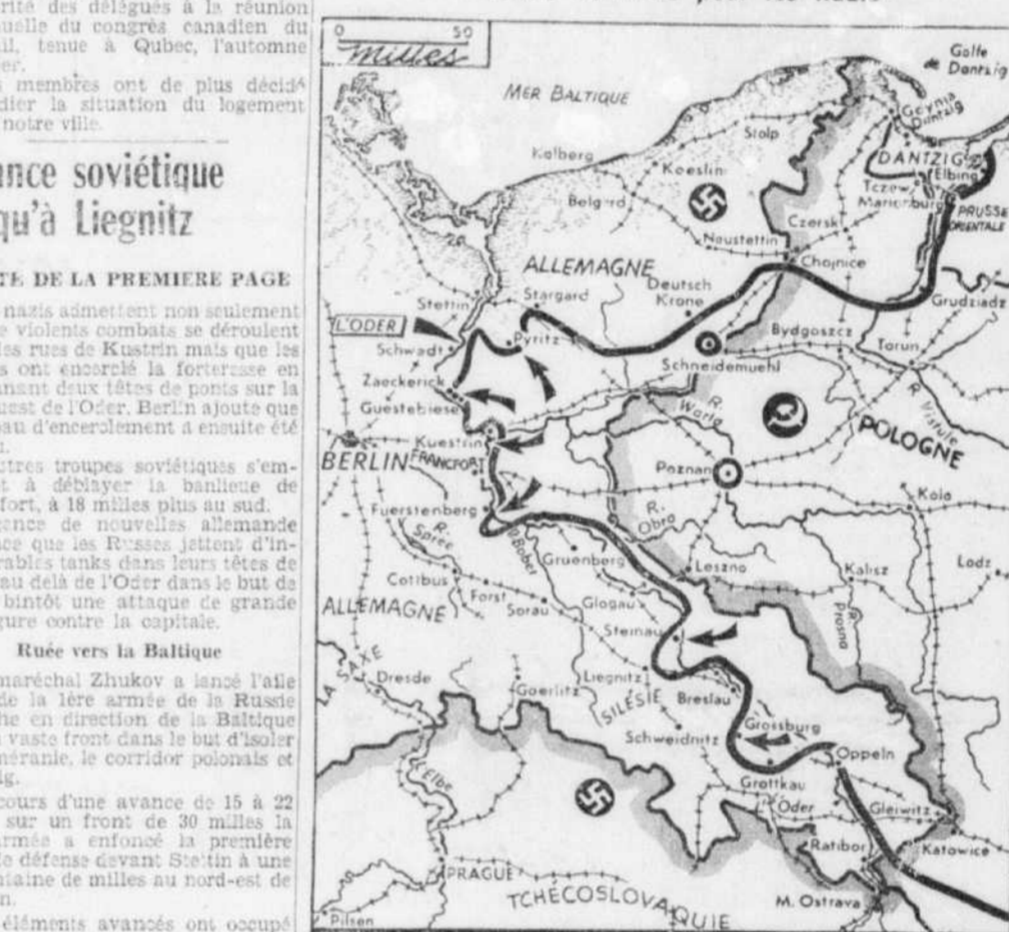 rité des délégués à la réunion
uelle du congrès canadien du
il, tenue à Qubec, l'automne
er.
membres ont de plus décidé
dier la situation du logement
notre ville.
ance soviétique
qu'à Liegnitz
TE DE LA PREMIERE PAGE
nazis admettent non seulement
e violents combats se déroulent
les rues de Kustrin mais que les
s ont encerclé la forteresse en
nant deux têtes de ponts sur la
uest de l'Oder. Berlin ajoute que
au d'encerclement a ensuite été
utres troupes soviétiques s'em-
t à déblayer la banlieue de
fort, à 18 milles plus au sud.
gence de nouvelles allemande
nce que les Russes jettent d'in-
rables tanks dans leurs têtes de
au delà de l'Oder dans le but de
bintôt une attaque de grande
gure contre la capitale.
Ruée vers la Baltique
maréchal Zhukov a lancé l'aile
de la 1ère armée de la Russie
he en direction de la Baltique
vaste front dans le but d'isoler
méranie, le corridor polonais et
ig.
cours d'une avance de 15 à 22
sur un front de 30 milles la
armée a enfoncé la première
e défense devant Stettin à une
ntaine de milles au nord-est de
n.
éléments avancés ont occupé
0 50
Milles
MER BALTIQUE
Golfe
de Dantzig
Gdynia
Dantzig
Stolp
Kolberg
Koeslin
DANTZIG
Elbing
Tczew
Marienburg
Belgard
PRUSSE
ORIENTALE
Czersk
Neustettin
Chojnice
ALLEMAGNE
Deutsch
Krone
Stettin
Stargard
Grudziadz
L'ODER
Pyritz
Bydgoszcz
Torun
Schwedt
Schneidemuehl
Zaeckerick
R.
Warta
R.
Vistule
Guestebiese
POLOGNE
Kuestrin
BERLIN
FRANCFORT
Poznan
Kolo
Fuerstenberg
R.
Spree
R.
Obra
Bober
Gruenberg
Leszno
Kalisz
Lodz
Cottbus
Forst
Sorau
Glogau
ALLEMAGNE
Prosna
Steinau
LA SAXE
Dresde
Goerlitz
Liegnitz
SILÉSIE
Breslau
Schweidnitz
Grossburg
Oppeln
Elbe
Grottkau
Oder
Gleiwitz
Ratibor
Katowice
PRAGUE
TCHÉCOSLOVAQUIE
M. Ostrava
Pilsen